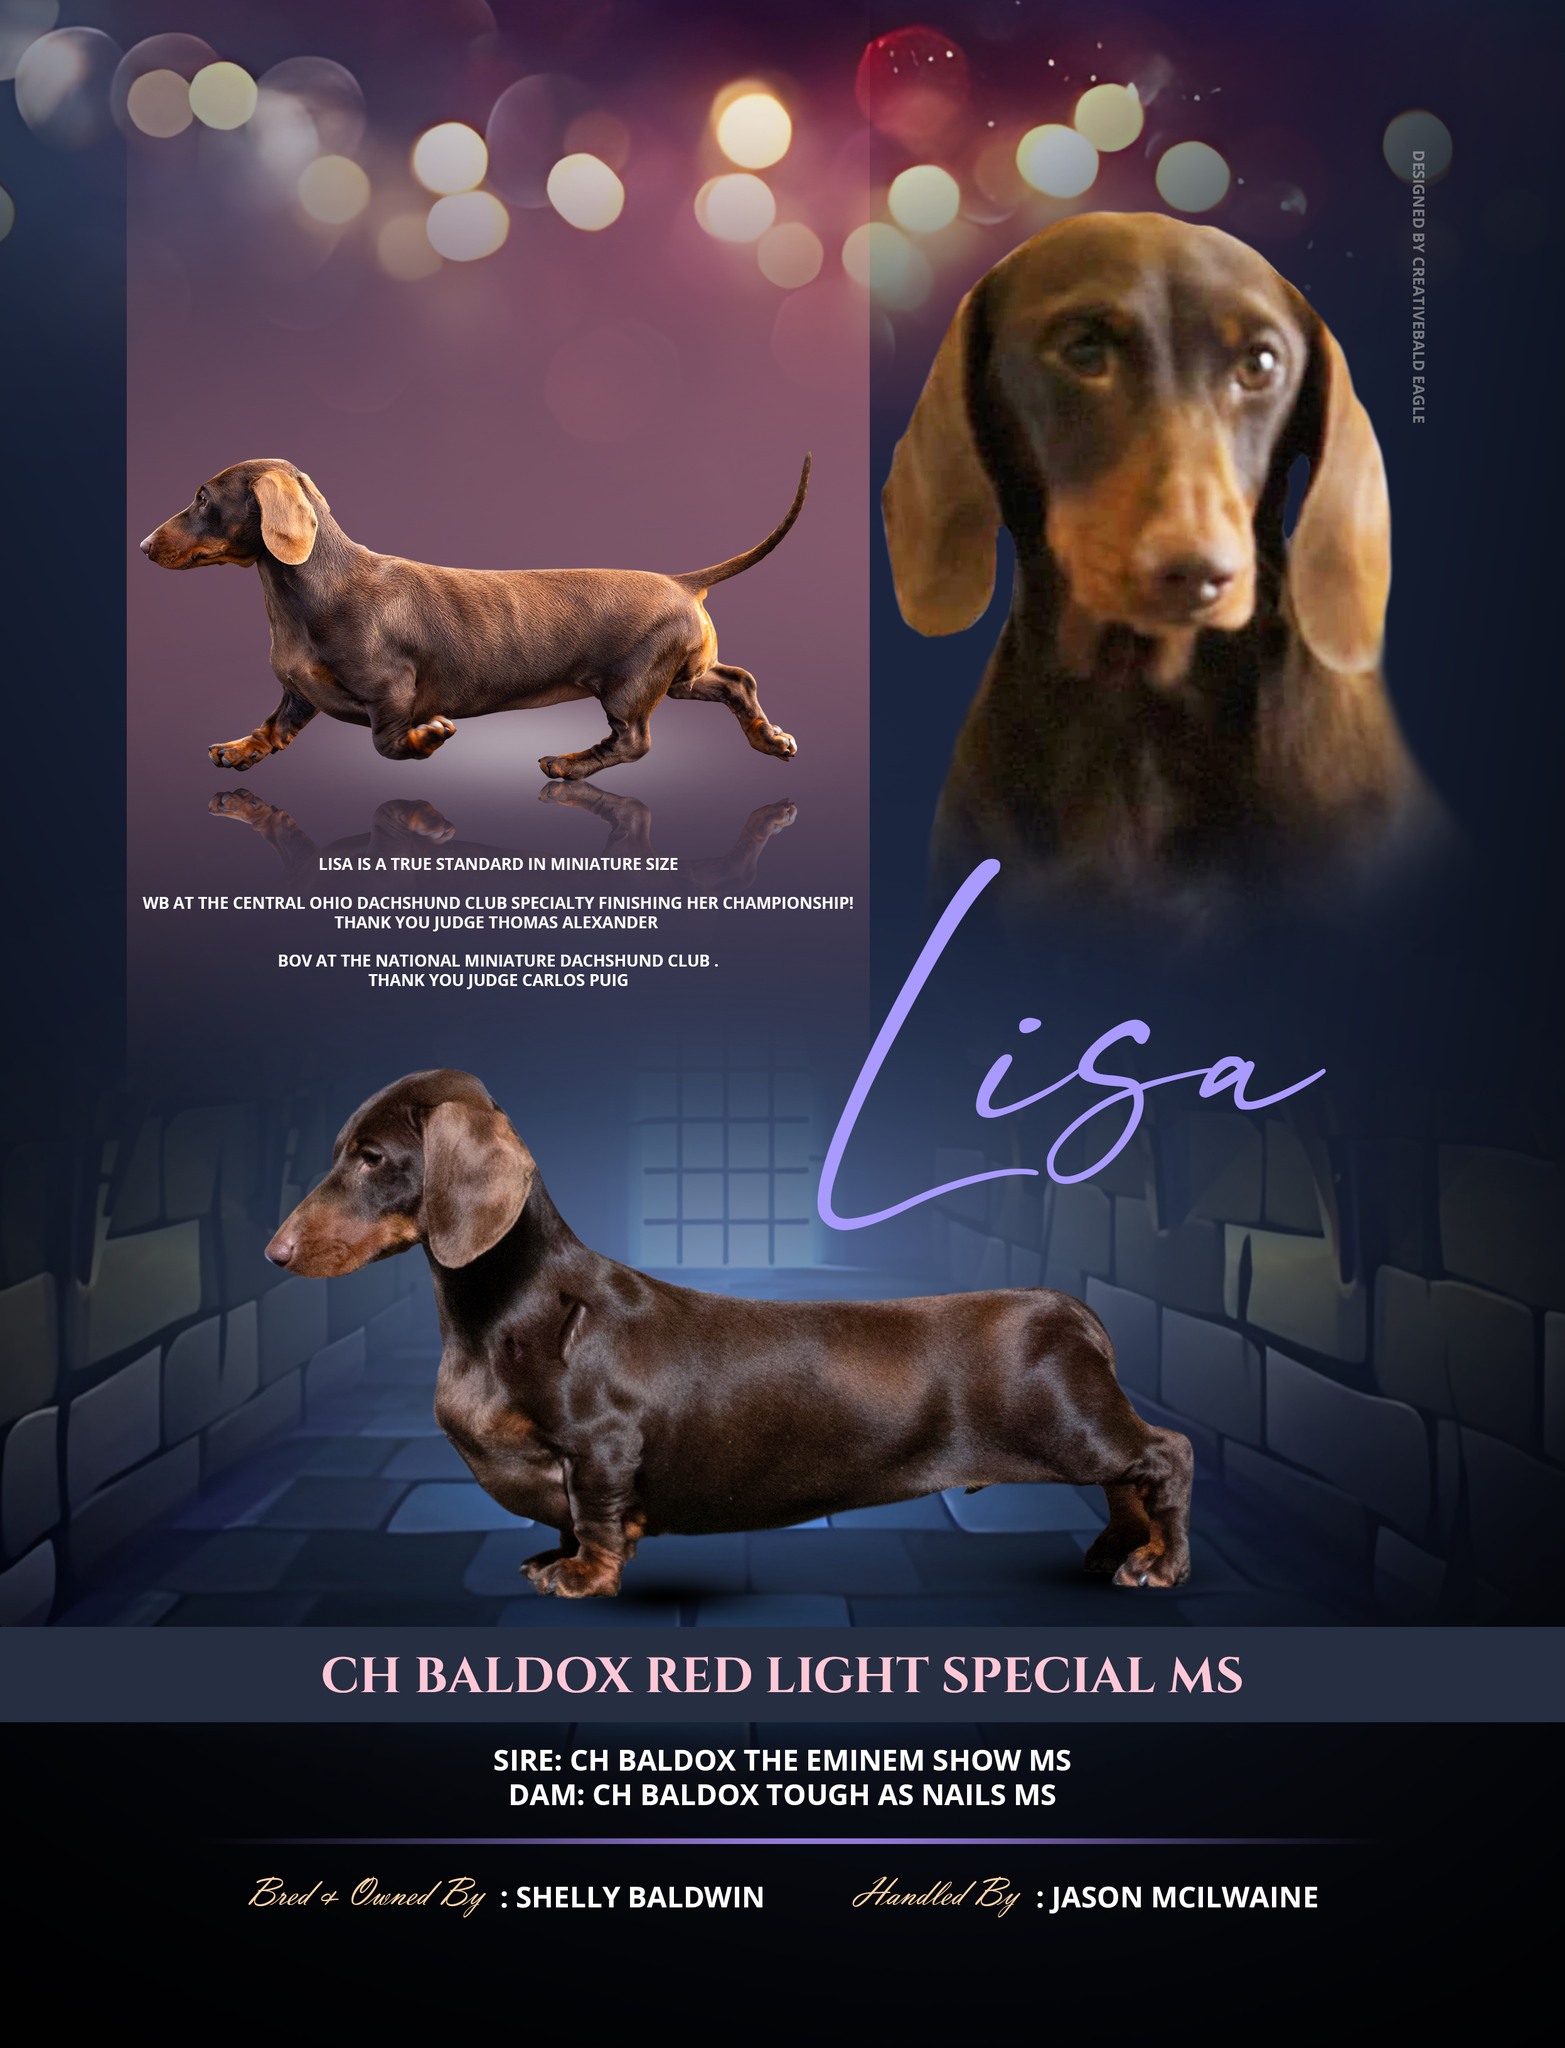 DESIGNED BY CREATIVEBALD EAGLE
LISA IS A TRUE STANDARD IN MINIATURE SIZE
WB AT THE CENTRAL OHIO DACHSHUND CLUB SPECIALTY FINISHING HER CHAMPIONSHIP!
THANK YOU JUDGE THOMAS ALEXANDER
BOV AT THE NATIONAL MINIATURE DACHSHUND CLUB .
THANK YOU JUDGE CARLOS PUIG
Lisa
CH BALDOX RED LIGHT SPECIAL MS
SIRE: CH BALDOX THE EMINEM SHOW MS
DAM: CH BALDOX TOUGH AS NAILS MS
Bred & Owned By : SHELLY BALDWIN
Handled By : JASON MCILWAINE